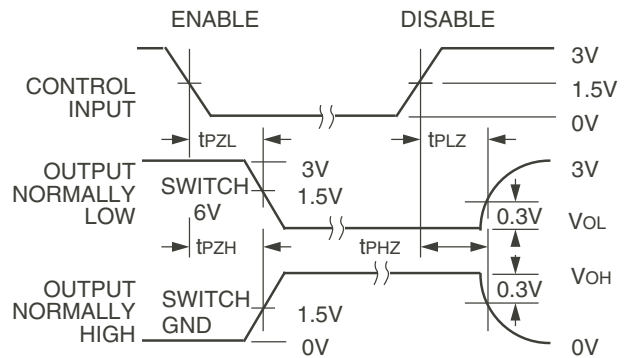 ENABLE DISABLE
3V
CONTROL INPUT
1.5V
0V
tPZL tPLZ
OUTPUT NORMALLY LOW
SWITCH 6V
3V
1.5V
3V
0.3V
VOL
tPZH tPHZ
OUTPUT NORMALLY HIGH
SWITCH GND
1.5V
0V
VOH
0.3V
0V